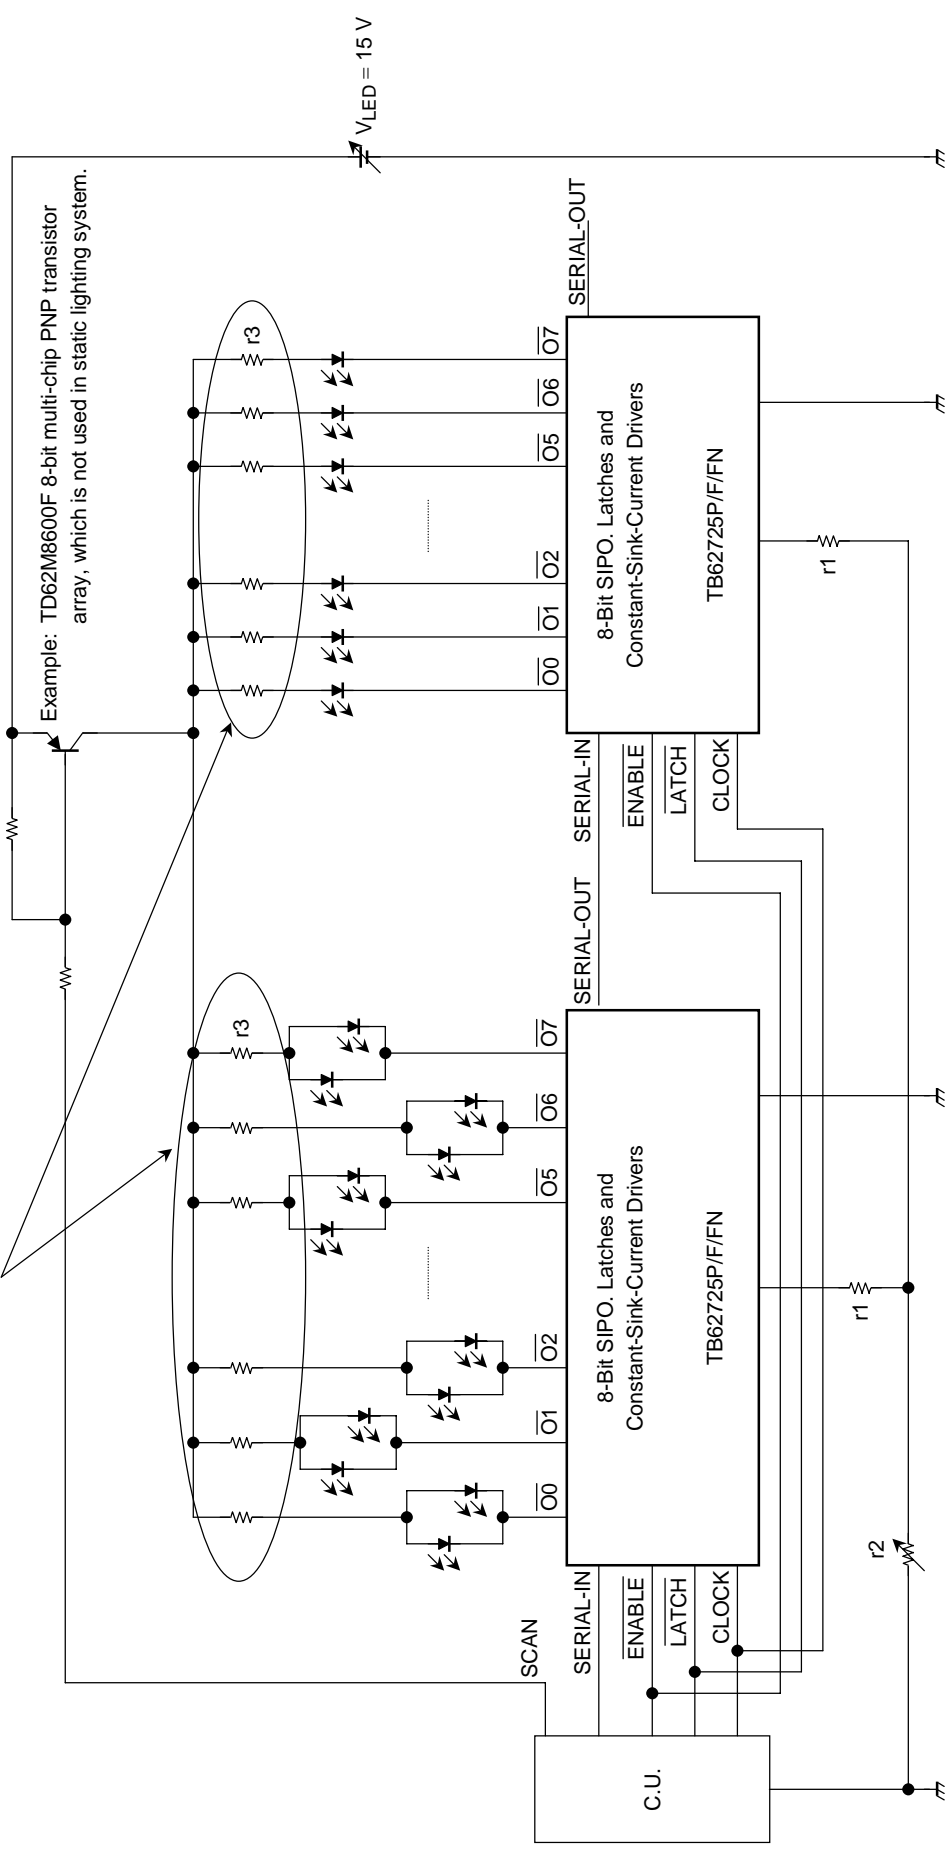 Example: TD62M8600F 8-bit multi-chip PNP transistor
array, which is not used in static lighting system.
VLED = 15 V
r3
r3
O0
O1
O2
O5
O6
O7
O0
O1
O2
O5
O6
O7
SCAN
C.U.
SERIAL-IN
ENABLE
LATCH
CLOCK
8-Bit SIPO. Latches and
Constant-Sink-Current Drivers
TB62725P/F/FN
SERIAL-OUT
SERIAL-IN
ENABLE
LATCH
CLOCK
8-Bit SIPO. Latches and
Constant-Sink-Current Drivers
TB62725P/F/FN
SERIAL-OUT
r1
r1
r2